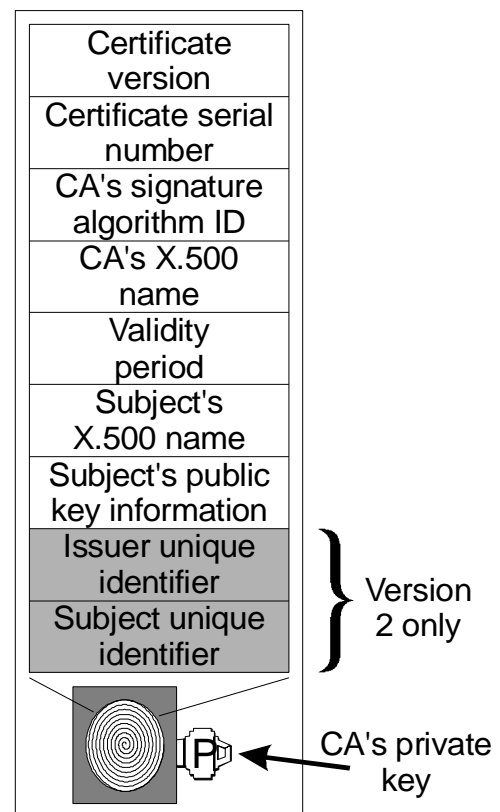 Certificate
version
Certificate serial
number
CA's signature
algorithm ID
CA's X.500
name
Validity
period
Subject's
X.500 name
Subject's public
key information
Issuer unique
identifier
Subject unique
identifier
Version
2 only
P
CA's private
key